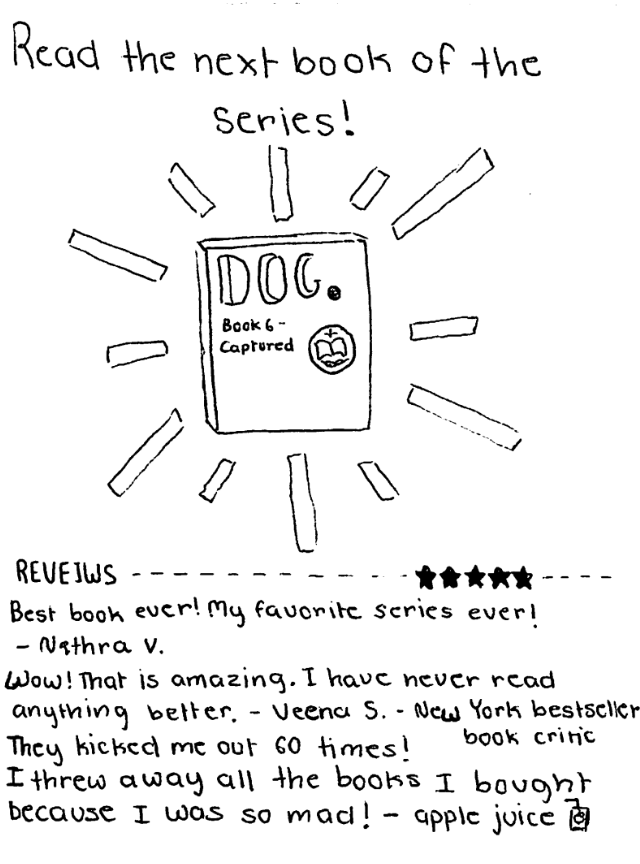 Read the next book of the
series!
DOG.
Book 6 -
Captured
REVEIWS
Best book ever! My favorite series ever!
- Nethra V.
Wow! That is amazing. I have never read
anything better. - Veena S. - New York bestseller
book critic
They kicked me out 60 times!
I threw away all the books I bought
because I was so mad! - apple juice